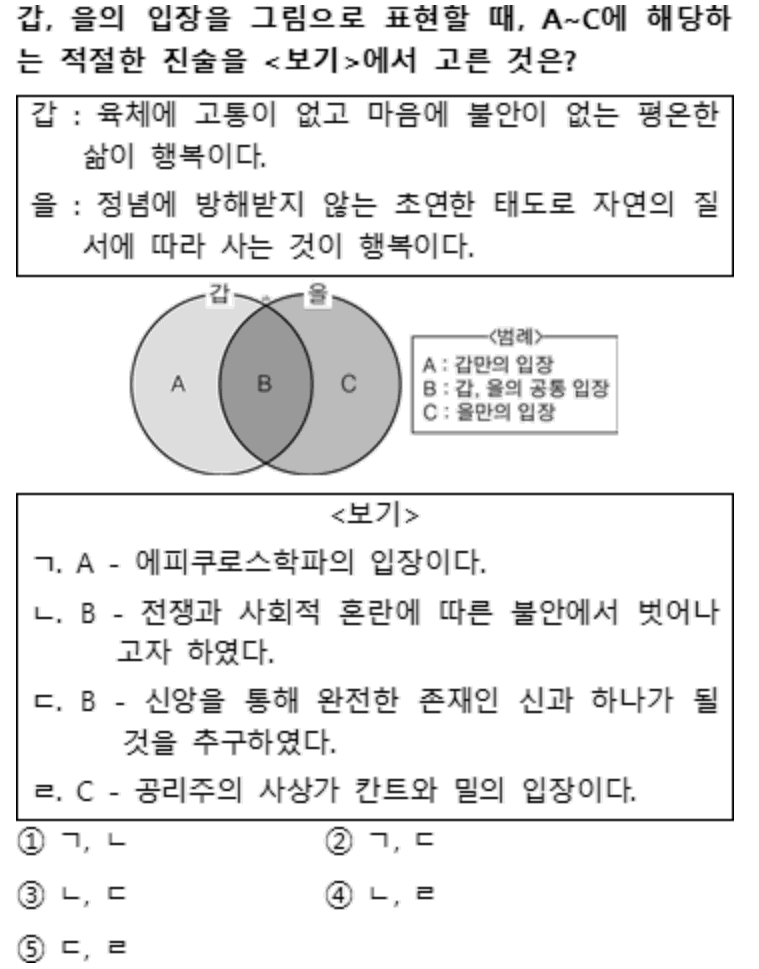 갑, 을의 입장을 그림으로 표현할 때, A~C에 해당하
는 적절한 진술을 <보기>에서 고른 것은?
갑 : 육체에 고통이 없고 마음에 불안이 없는 평온한
삶이 행복이다.
을 : 정념에 방해받지 않는 초연한 태도로 자연의 질
서에 따라 사는 것이 행복이다.
갑 을
A B C
<범례>
A : 갑만의 입장
B : 갑, 을의 공통 입장
C : 을만의 입장
<보기>
ㄱ. A - 에피쿠로스학파의 입장이다.
ㄴ. B - 전쟁과 사회적 혼란에 따른 불안에서 벗어나
고자 하였다.
ㄷ. B - 신앙을 통해 완전한 존재인 신과 하나가 될
것을 추구하였다.
ㄹ. C - 공리주의 사상가 칸트와 밀의 입장이다.
① ㄱ, ㄴ ② ㄱ, ㄷ
③ ㄴ, ㄷ ④ ㄴ, ㄹ
⑤ ㄷ, ㄹ